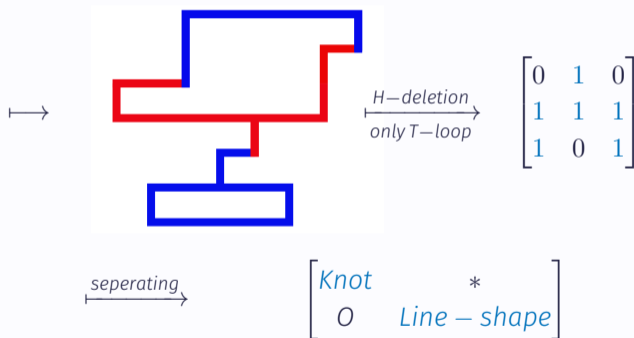 H−deletion
only T−loop
0 1 0
1 1 1
1 0 1
seperating
Knot *
O Line − shape